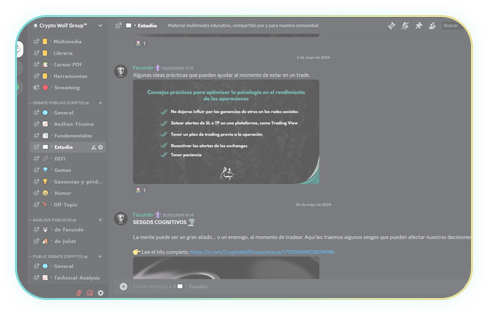 Crypto Wolf Group™
Multimedia
Librería
Cursos-PDF
Herramientas
Streaming
DEBATE PÚBLICO [CRYPTO
General
Análisis Técnico
Fundamentales
Estudio
DEFI
Gemas
Ganancias-y-pérd...
Humor
Off Topic
ANÁLISIS PÚBLICOS
de Facundo
de Juliet
PUBLIC DEBATE [CRYPTO
General
Technical-Analysis
Estudio
Material multimedia educativo, compartido por y para nuestra comunidad.
Buscar
1
6 de mayo de 2024
Facundo
Algunas ideas prácticas que pueden ayudar al momento de estar en un trade.
Consejos prácticos para optimizar la psicología en el rendimiento
de las operaciones
No dejarse influir por las ganancias de otros en las redes sociales
Setear alertas de SL o TP en una plataforma, como Trading View
Tener un plan de trading previo a la operación
Desactivar las alertas de los exchanges
Tener paciencia
1
20 de mayo de 2024
Facundo
SESGOS COGNITIVOS
La mente puede ser un gran aliado... o un enemigo, al momento de tradear. Aquí les traemos algunos sesgos que pueden afectar nuestras decisiones
Lee el hilo completo:
Enviar mensaje a
Estudio